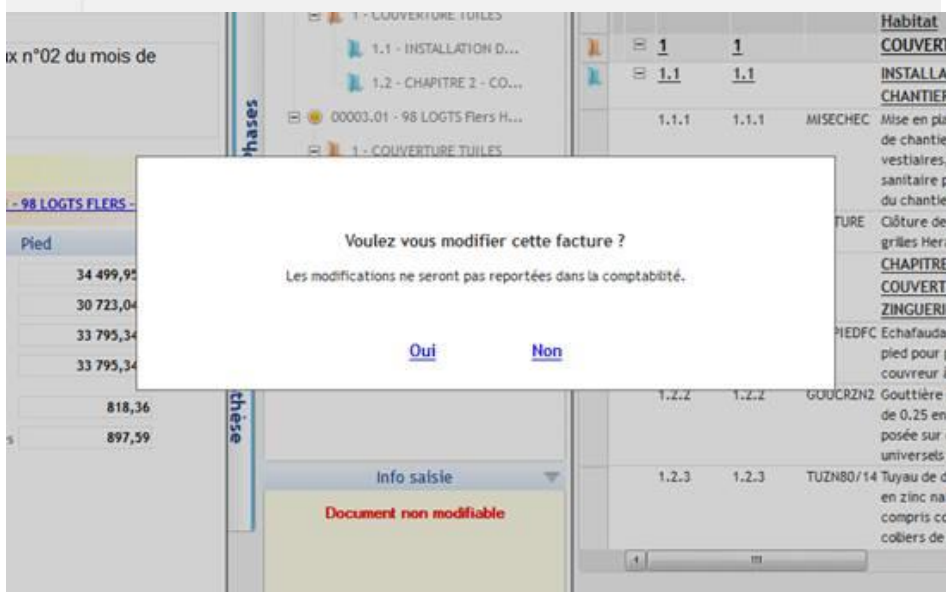 x n°02 du mois de
- 98 LOGTS FLERS -
Pied
34 499,95
30 723,04
33 795,34
33 795,34
818,36
897,59
Phases
thèse
1 - COUVERTURE TUILES
1.1 - INSTALLATION D...
1.2 - CHAPITRE 2 - CO...
00003.01 - 98 LOGTS Flers H...
1 - COUVERTURE TUILES
Voulez vous modifier cette facture ?
Les modifications ne seront pas reportées dans la comptabilité.
Oui Non
Info saisie
Document non modifiable
Habitat
1 1 COUVERT
1.1 1.1 INSTALLA
CHANTIER
1.1.1 1.1.1 MISECHEC Mise en pla
de chantie
vestiaires,
sanitaire p
du chantie
TURE Clôture de
grilles Hera
CHAPITRE
COUVERT
ZINGUERI
PIEDFC Echafauda
pied pour
couvreur
1.2.2 1.2.2 GOUCRZN2 Gouttière
de 0.25 en
posée sur
universels
1.2.3 1.2.3 TUZN80/14 Tuyau de d
en zinc na
compris co
colliers de